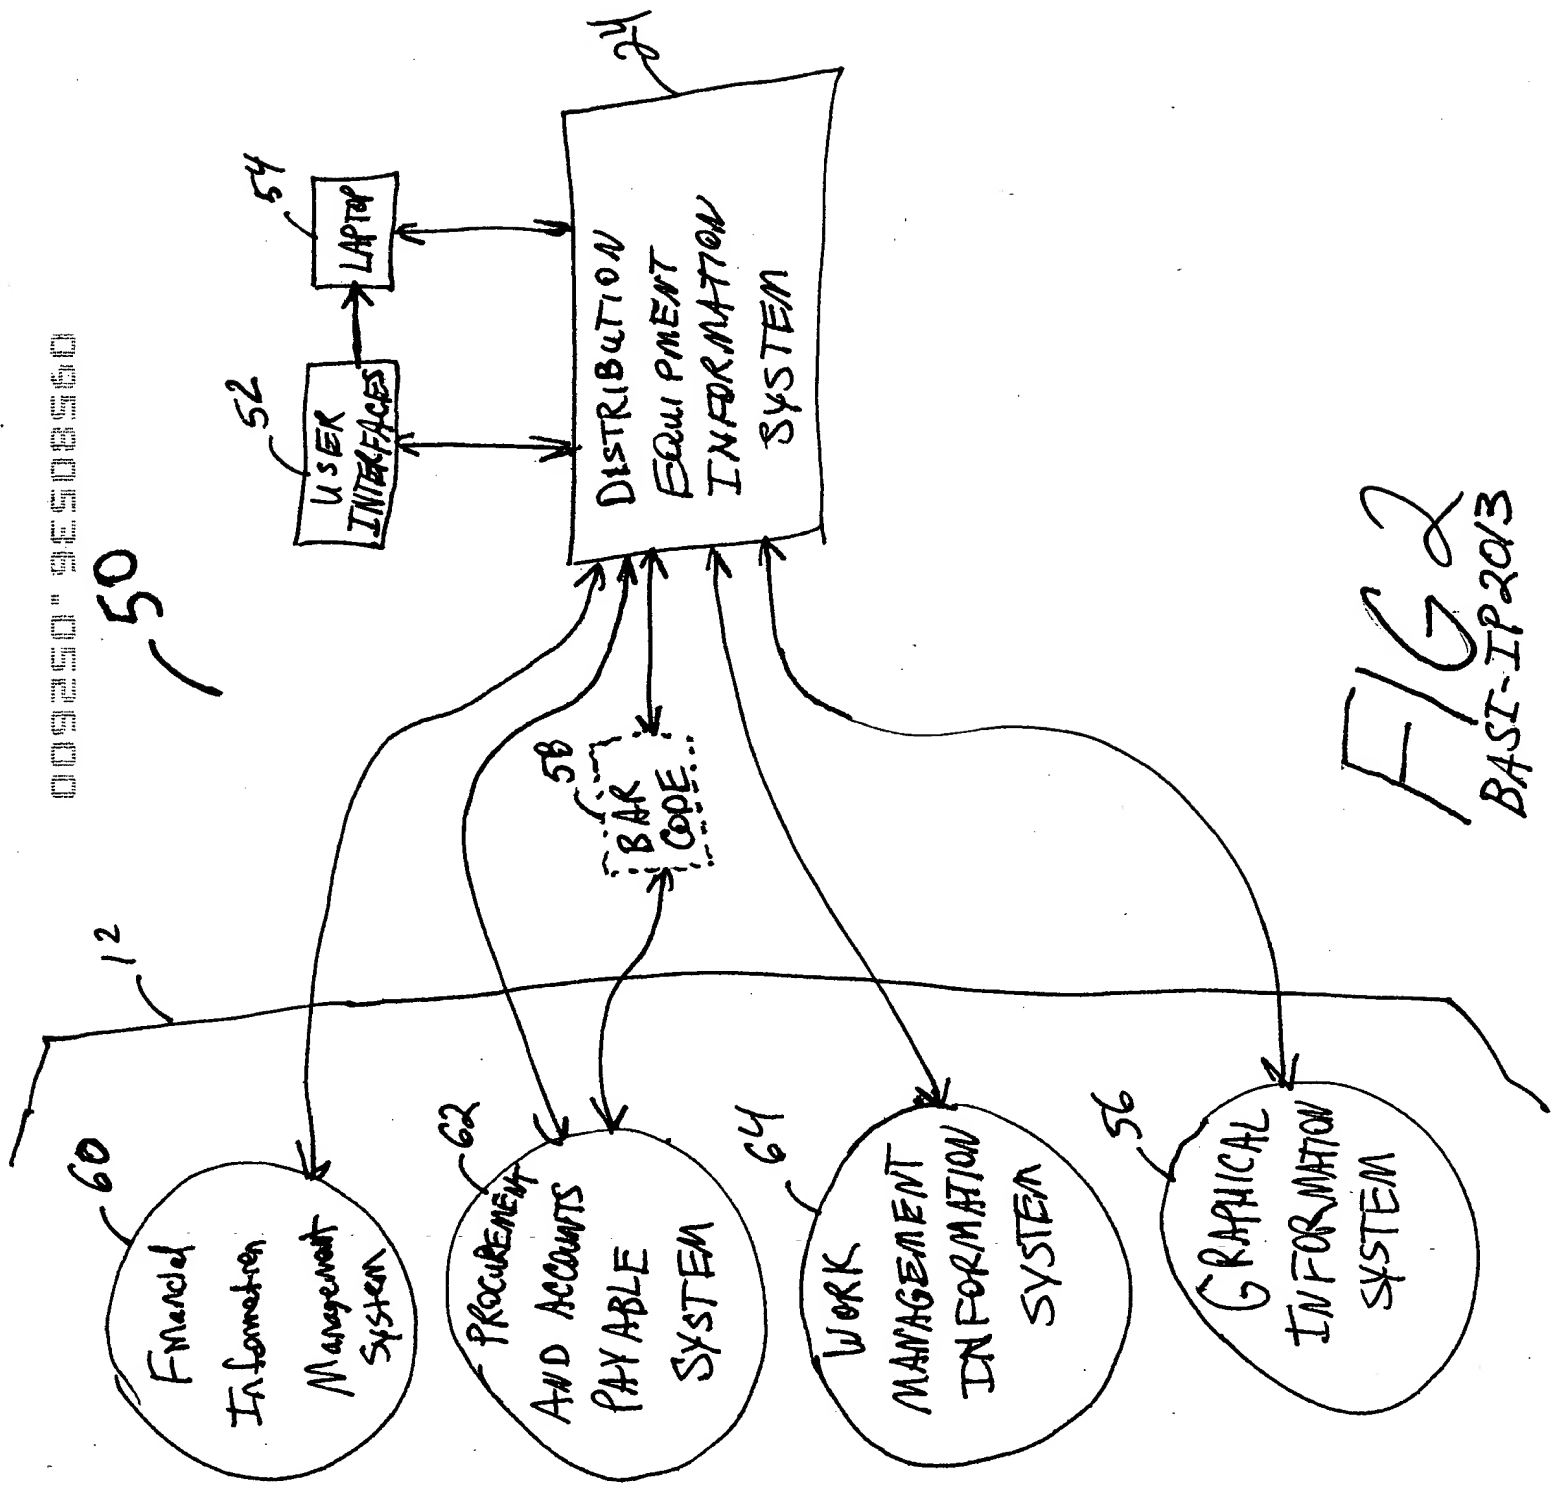 09580536.052600
50
12
60
Financial
Information
Management
System
62
PROCUREMENT
AND ACCOUNTS
PAYABLE
SYSTEM
64
WORK
MANAGEMENT
INFORMATION
SYSTEM
56
GRAPHICAL
INFORMATION
SYSTEM
58
BAR
CODE
52
USER
INTERFACES
54
LAPTOP
24
DISTRIBUTION
EQUIPMENT
INFORMATION
SYSTEM
FIG 2
BASI-IP2013